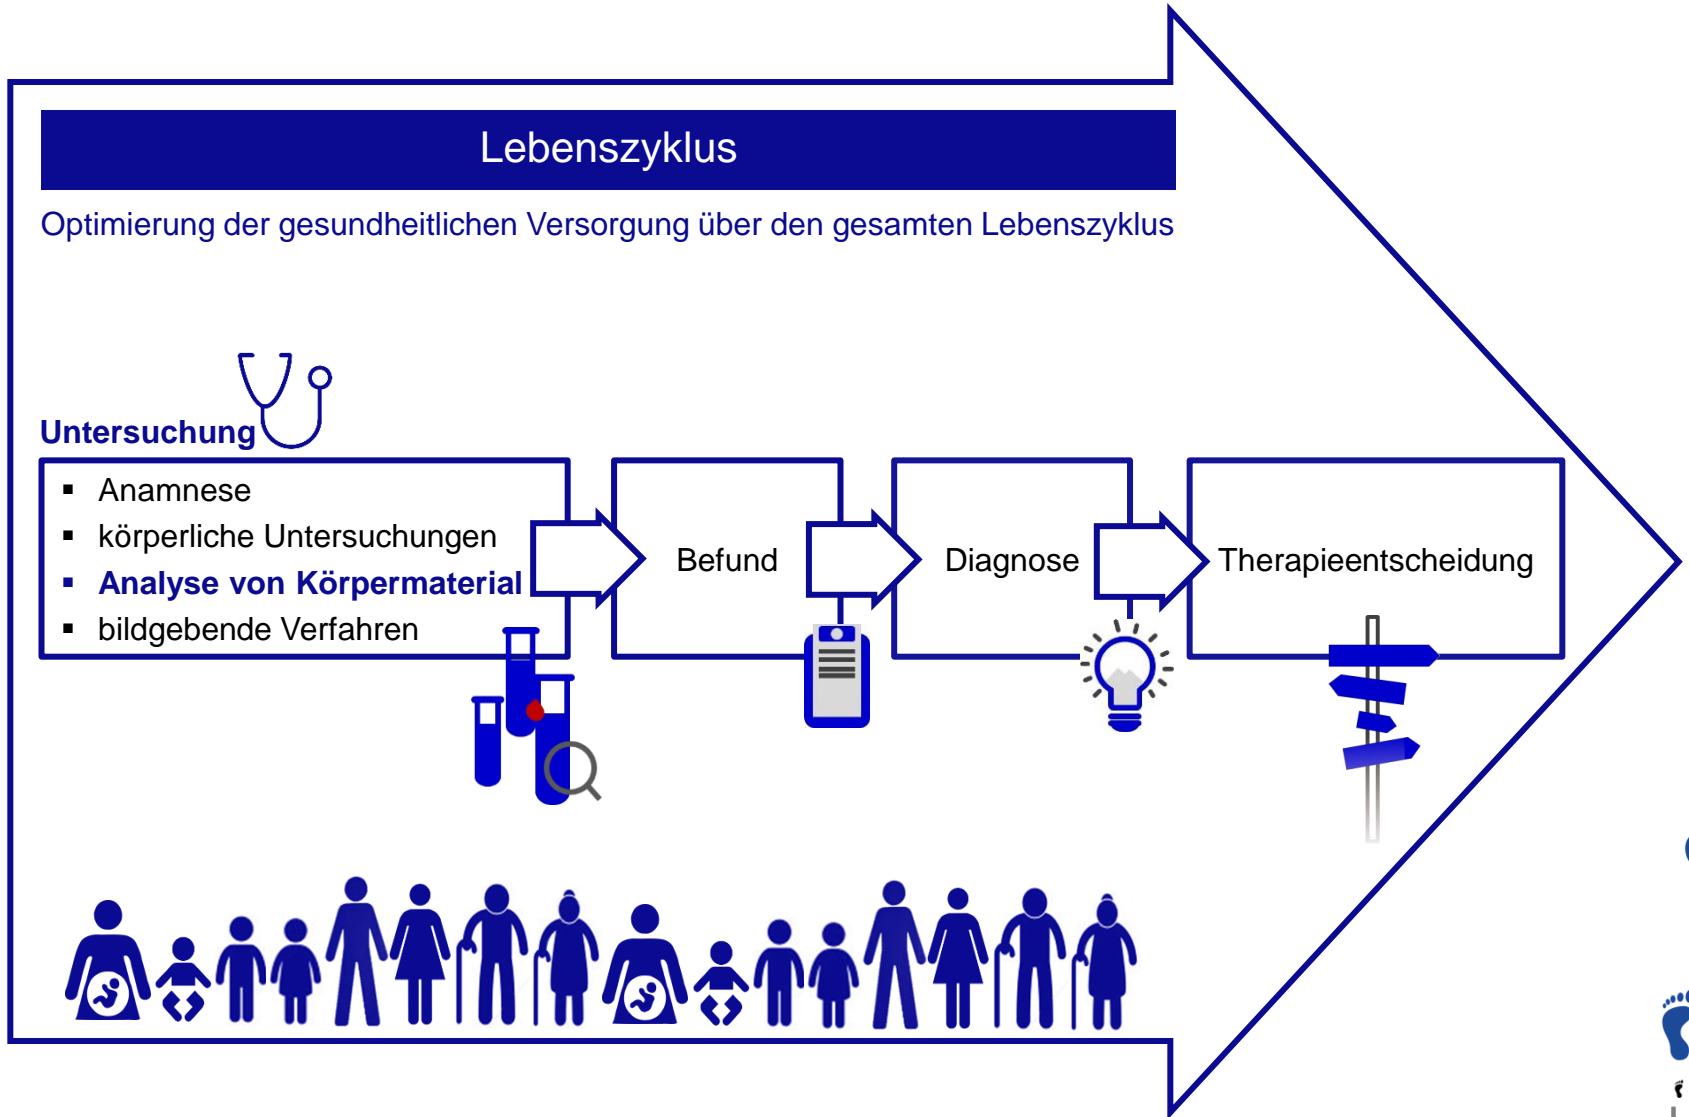 Lebenszyklus
Optimierung der gesundheitlichen Versorgung über den gesamten Lebenszyklus
Untersuchung
▪ Anamnese
▪ körperliche Untersuchungen
▪ Analyse von Körpermaterial
▪ bildgebende Verfahren
Befund
Diagnose
Therapieentscheidung